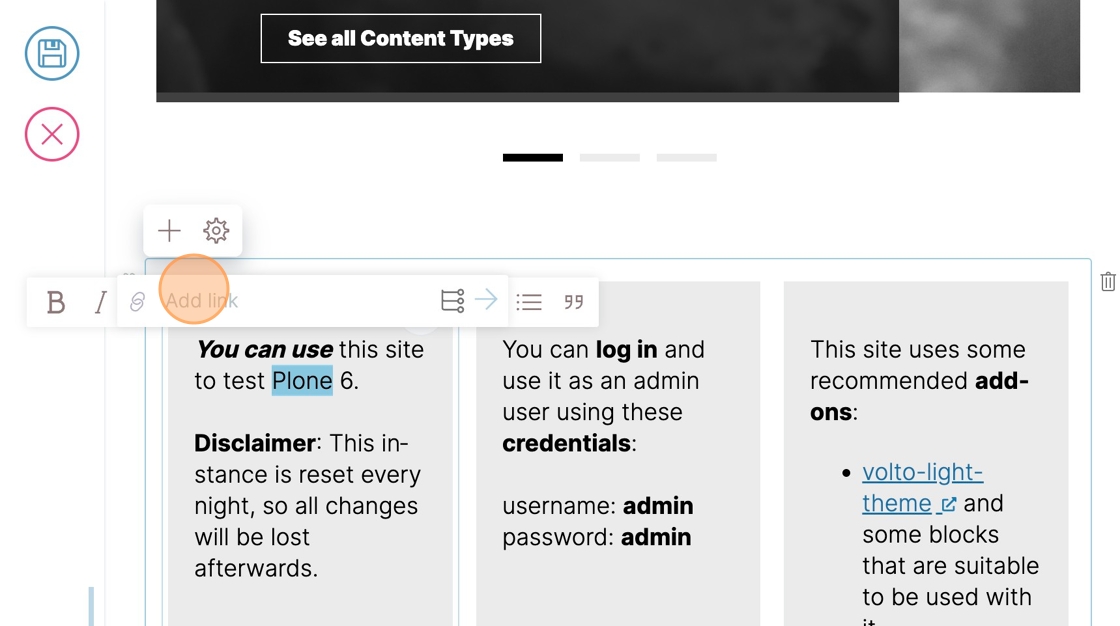 See all Content Types
B I Add link
You can use this site
to test Plone 6.
Disclaimer: This in-
stance is reset every
night, so all changes
will be lost
afterwards.
You can log in and
use it as an admin
user using these
credentials:
username: admin
password: admin
This site uses some
recommended add-
ons:
volto-light-
theme and
some blocks
that are suitable
to be used with
it.